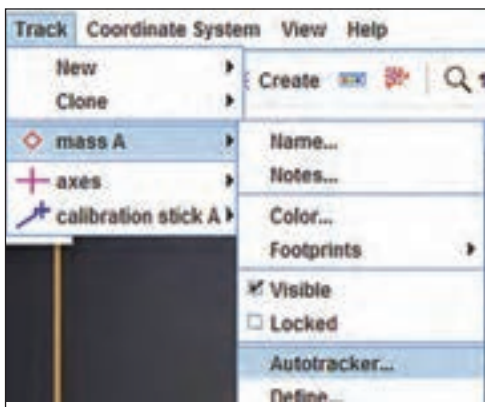 Track Coordinate System View Help
New
Clone
Create
mass A
axes
calibration stick A
Name...
Notes...
Color...
Footprints
Visible
Locked
Autotracker...
Define...